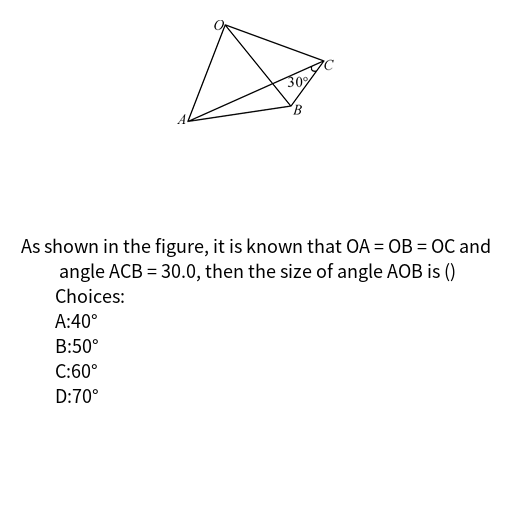 O
C
30°
B
A
As shown in the figure, it is known that OA = OB = OC and
angle ACB = 30.0, then the size of angle AOB is ()
Choices:
A:40°
B:50°
C:60°
D:70°